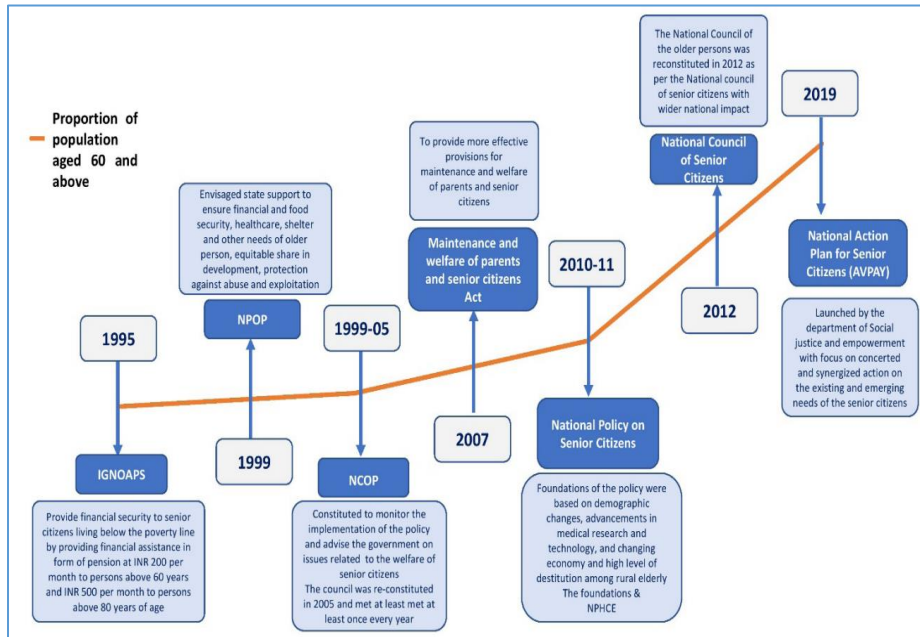 Proportion of
population
aged 60 and
above
1995
IGNOAPS
Provide financial security to senior
citizens living below the poverty line
by providing financial assistance in
form of pension at INR 200 per
month to persons above 60 years
and INR 500 per month to persons
above 80 years of age
Envisaged state support to
ensure financial and food
security, healthcare, shelter
and other needs of older
person, equitable share in
development, protection
against abuse and exploitation
NPOP
1999
1999-05
NCOP
Constituted to monitor the
implementation of the policy
and advise the government on
issues related to the welfare of
senior citizens
The council was re-constituted
in 2005 and met at least met at
least once every year
To provide more effective
provisions for
maintenance and welfare
of parents and senior
citizens
Maintenance and
welfare of parents
and senior citizens
Act
2007
2010-11
National Policy on
Senior Citizens
Foundations of the policy were
based on demographic
changes, advancements in
medical research and
technology, and changing
economy and high level of
destitution among rural elderly
The foundations &
NPHCE
The National Council of
the older persons was
reconstituted in 2012 as
per the National council
of senior citizens with
wider national impact
National Council
of Senior
Citizens
2012
2019
National Action
Plan for Senior
Citizens (AVPAY)
Launched by the
department of Social
justice and empowerment
with focus on concerted
and synergized action on
the existing and emerging
needs of the senior citizens